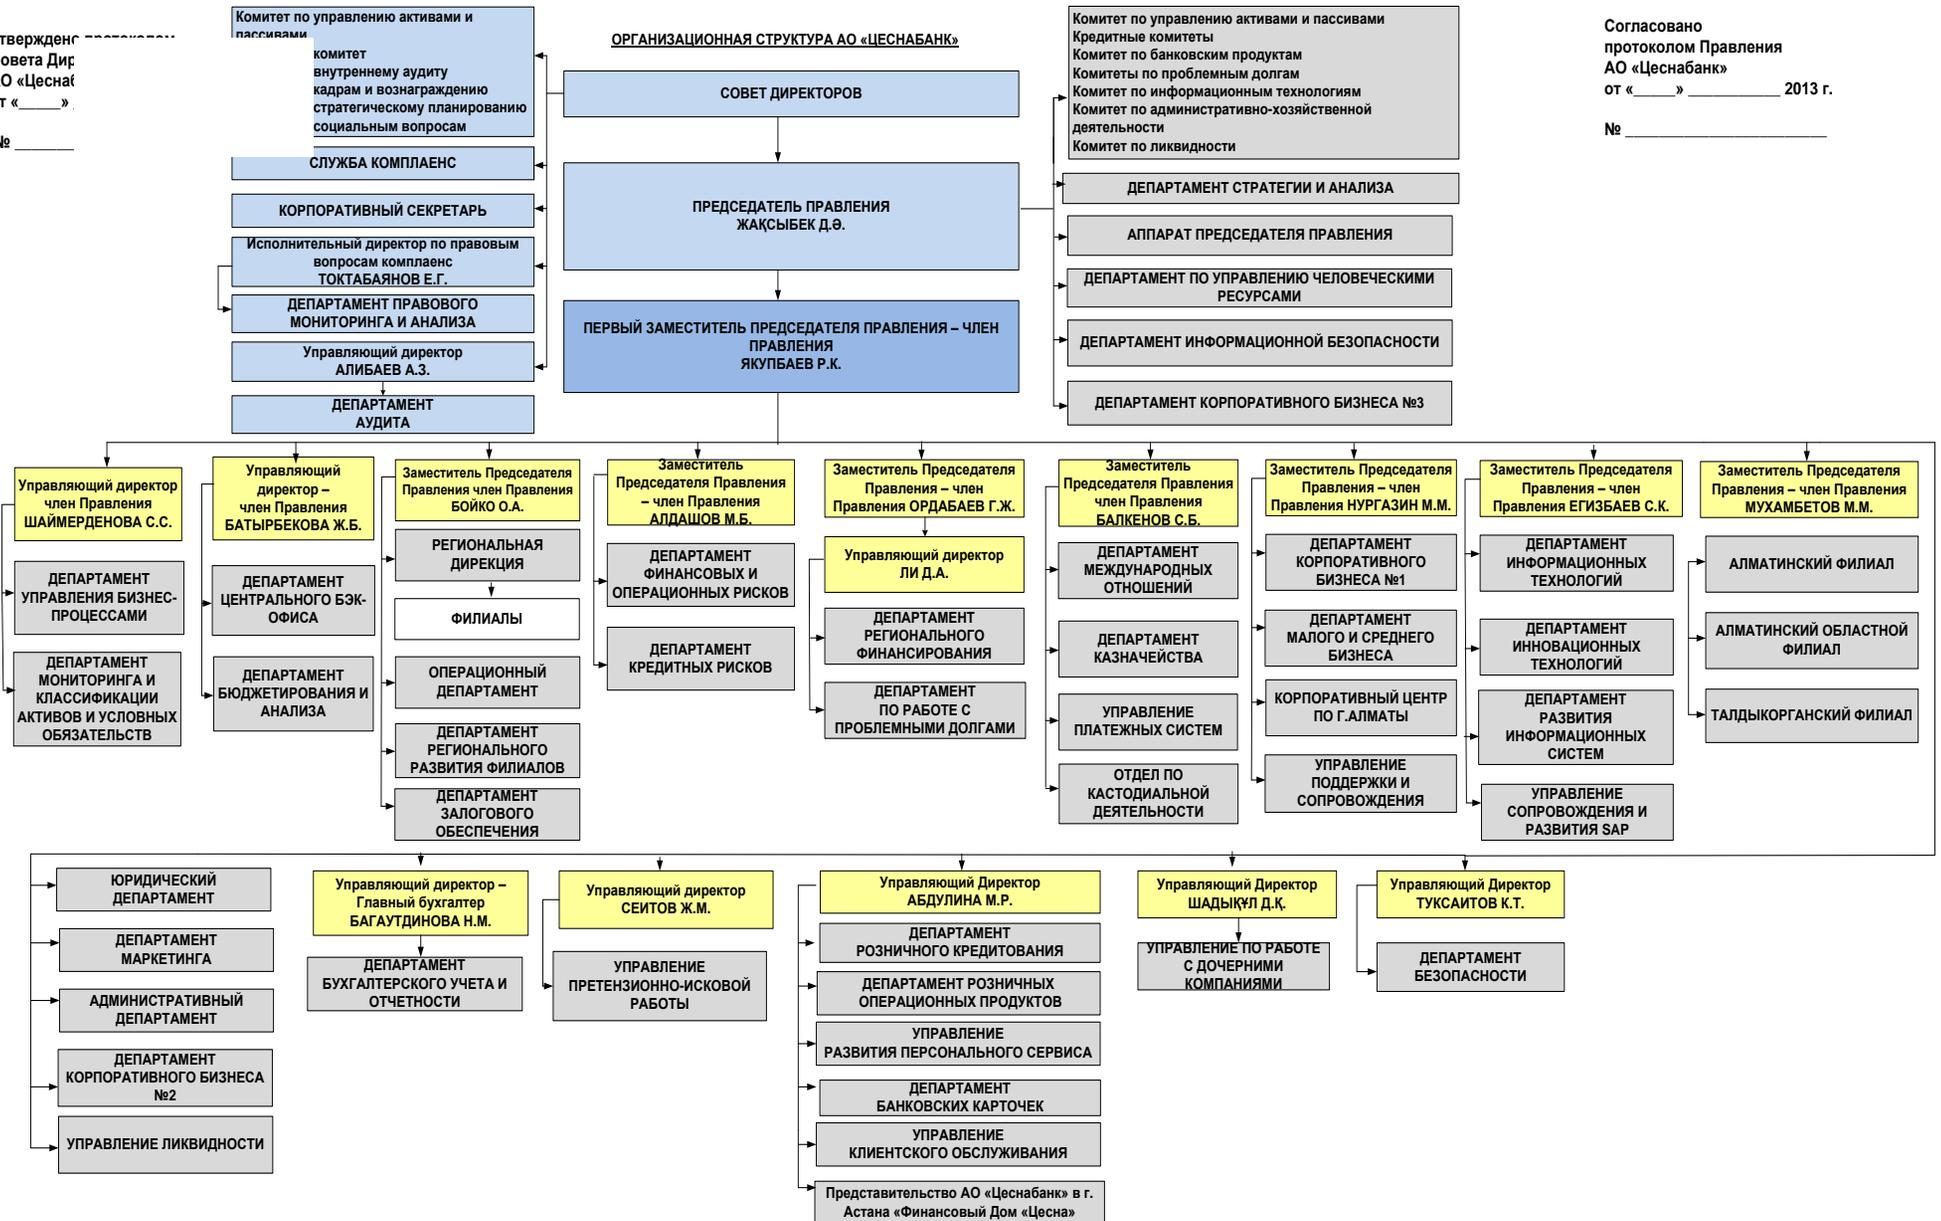 Комитет по управлению активами и
пассивами
комитет
внутреннему аудиту
кадрам и вознаграждению
стратегическому планированию
социальным вопросам
ОРГАНИЗАЦИОННАЯ СТРУКТУРА АО «ЦЕСНАБАНК»
СОВЕТ ДИРЕКТОРОВ
Комитет по управлению активами и пассивами
Кредитные комитеты
Комитет по банковским продуктам
Комитеты по проблемным долгам
Комитет по информационным технологиям
Комитет по административно-хозяйственной
деятельности
Комитет по ликвидности
Согласовано
протоколом Правления
АО «Цеснабанк»
от «_____» ___________ 2013 г.
№ ________________________
СЛУЖБА КОМПЛАЕНС
КОРПОРАТИВНЫЙ СЕКРЕТАРЬ
Исполнительный директор по правовым
вопросам комплаенс
ТОКТАБАЯНОВ Е.Г.
ДЕПАРТАМЕНТ ПРАВОВОГО
МОНИТОРИНГА И АНАЛИЗА
Управляющий директор
АЛИБАЕВ А.З.
ДЕПАРТАМЕНТ
АУДИТА
ПРЕДСЕДАТЕЛЬ ПРАВЛЕНИЯ
ЖАҚСЫБЕК Д.Ә.
ПЕРВЫЙ ЗАМЕСТИТЕЛЬ ПРЕДСЕДАТЕЛЯ ПРАВЛЕНИЯ – ЧЛЕН
ПРАВЛЕНИЯ
ЯКУПБАЕВ Р.К.
ДЕПАРТАМЕНТ СТРАТЕГИИ И АНАЛИЗА
АППАРАТ ПРЕДСЕДАТЕЛЯ ПРАВЛЕНИЯ
ДЕПАРТАМЕНТ ПО УПРАВЛЕНИЮ ЧЕЛОВЕЧЕСКИМИ
РЕСУРСАМИ
ДЕПАРТАМЕНТ ИНФОРМАЦИОННОЙ БЕЗОПАСНОСТИ
ДЕПАРТАМЕНТ КОРПОРАТИВНОГО БИЗНЕСА №3
Управляющий директор
член Правления
ШАЙМЕРДЕНОВА С.С.
ДЕПАРТАМЕНТ
УПРАВЛЕНИЯ БИЗНЕС-
ПРОЦЕССАМИ
ДЕПАРТАМЕНТ
МОНИТОРИНГА И
КЛАССИФИКАЦИИ
АКТИВОВ И УСЛОВНЫХ
ОБЯЗАТЕЛЬСТВ
Управляющий
директор –
член Правления
БАТЫРБЕКОВА Ж.Б.
ДЕПАРТАМЕНТ
ЦЕНТРАЛЬНОГО БЭК-
ОФИСА
ДЕПАРТАМЕНТ
БЮДЖЕТИРОВАНИЯ И
АНАЛИЗА
Заместитель Председателя
Правления член Правления
БОЙКО О.А.
РЕГИОНАЛЬНАЯ
ДИРЕКЦИЯ
ФИЛИАЛЫ
ОПЕРАЦИОННЫЙ
ДЕПАРТАМЕНТ
ДЕПАРТАМЕНТ
РЕГИОНАЛЬНОГО
РАЗВИТИЯ ФИЛИАЛОВ
ДЕПАРТАМЕНТ
ЗАЛОГОВОГО
ОБЕСПЕЧЕНИЯ
Заместитель
Председателя Правления
– член Правления
АЛДАШОВ М.Б.
ДЕПАРТАМЕНТ
ФИНАНСОВЫХ И
ОПЕРАЦИОННЫХ РИСКОВ
ДЕПАРТАМЕНТ
КРЕДИТНЫХ РИСКОВ
Заместитель Председателя
Правления – член
Правления ОРДАБАЕВ Г.Ж.
Управляющий директор
ЛИ Д.А.
ДЕПАРТАМЕНТ
РЕГИОНАЛЬНОГО
ФИНАНСИРОВАНИЯ
ДЕПАРТАМЕНТ
ПО РАБОТЕ С
ПРОБЛЕМНЫМИ ДОЛГАМИ
Заместитель
Председателя Правления
член Правления
БАЛКЕНОВ С.Б.
ДЕПАРТАМЕНТ
МЕЖДУНАРОДНЫХ
ОТНОШЕНИЙ
ДЕПАРТАМЕНТ
КАЗНАЧЕЙСТВА
УПРАВЛЕНИЕ
ПЛАТЕЖНЫХ СИСТЕМ
ОТДЕЛ ПО
КАСТОДИАЛЬНОЙ
ДЕЯТЕЛЬНОСТИ
Заместитель Председателя
Правления – член
Правления НУРГАЗИН М.М.
ДЕПАРТАМЕНТ
КОРПОРАТИВНОГО
БИЗНЕСА №1
ДЕПАРТАМЕНТ
МАЛОГО И СРЕДНЕГО
БИЗНЕСА
КОРПОРАТИВНЫЙ ЦЕНТР
ПО Г.АЛМАТЫ
УПРАВЛЕНИЕ
ПОДДЕРЖКИ И
СОПРОВОЖДЕНИЯ
Заместитель Председателя
Правления – член
Правления ЕГИЗБАЕВ С.К.
ДЕПАРТАМЕНТ
ИНФОРМАЦИОННЫХ
ТЕХНОЛОГИЙ
ДЕПАРТАМЕНТ
ИННОВАЦИОННЫХ
ТЕХНОЛОГИЙ
ДЕПАРТАМЕНТ
РАЗВИТИЯ
ИНФОРМАЦИОННЫХ
СИСТЕМ
УПРАВЛЕНИЕ
СОПРОВОЖДЕНИЯ И
РАЗВИТИЯ SAP
Заместитель Председателя
Правления – член Правления
МУХАМБЕТОВ М.М.
АЛМАТИНСКИЙ ФИЛИАЛ
АЛМАТИНСКИЙ ОБЛАСТНОЙ
ФИЛИАЛ
ТАЛДЫКОРГАНСКИЙ ФИЛИАЛ
ЮРИДИЧЕСКИЙ
ДЕПАРТАМЕНТ
ДЕПАРТАМЕНТ
МАРКЕТИНГА
АДМИНИСТРАТИВНЫЙ
ДЕПАРТАМЕНТ
ДЕПАРТАМЕНТ
КОРПОРАТИВНОГО БИЗНЕСА
№2
УПРАВЛЕНИЕ ЛИКВИДНОСТИ
Управляющий директор –
Главный бухгалтер
БАГАУТДИНОВА Н.М.
ДЕПАРТАМЕНТ
БУХГАЛТЕРСКОГО УЧЕТА И
ОТЧЕТНОСТИ
Управляющий директор
СЕИТОВ Ж.М.
УПРАВЛЕНИЕ
ПРЕТЕНЗИОННО-ИСКОВОЙ
РАБОТЫ
Управляющий Директор
АБДУЛИНА М.Р.
ДЕПАРТАМЕНТ
РОЗНИЧНОГО КРЕДИТОВАНИЯ
ДЕПАРТАМЕНТ РОЗНИЧНЫХ
ОПЕРАЦИОННЫХ ПРОДУКТОВ
УПРАВЛЕНИЕ
РАЗВИТИЯ ПЕРСОНАЛЬНОГО СЕРВИСА
ДЕПАРТАМЕНТ
БАНКОВСКИХ КАРТОЧЕК
УПРАВЛЕНИЕ
КЛИЕНТСКОГО ОБСЛУЖИВАНИЯ
Представительство АО «Цеснабанк» в г.
Астана «Финансовый Дом «Цесна»
Управляющий Директор
ШАДЫҚҰЛ Д.Қ.
УПРАВЛЕНИЕ ПО РАБОТЕ
С ДОЧЕРНИМИ
КОМПАНИЯМИ
Управляющий Директор
ТУКСАИТОВ К.Т.
ДЕПАРТАМЕНТ
БЕЗОПАСНОСТИ